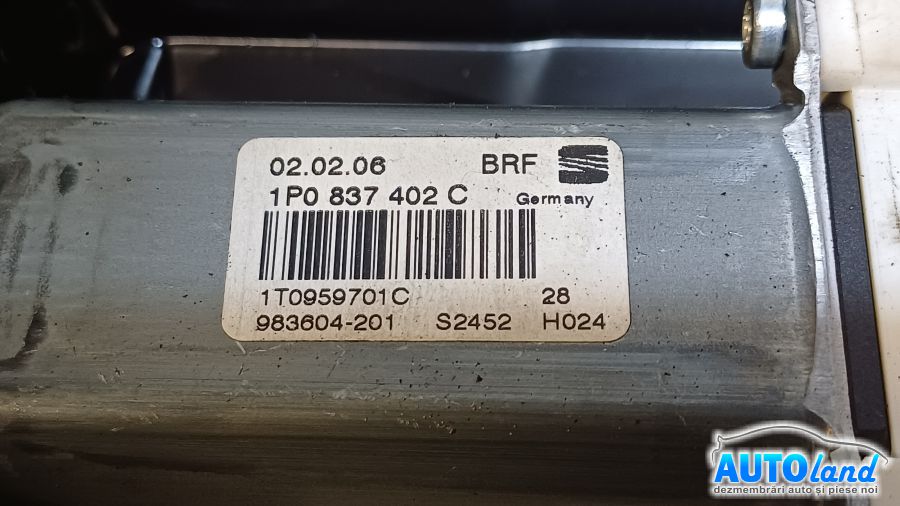 02.02.06 BRF
1P0 837 402 C Germany
1T0959701C 28
983604-201 S2452 H024
AUTOland
dezmembrări auto și piese noi